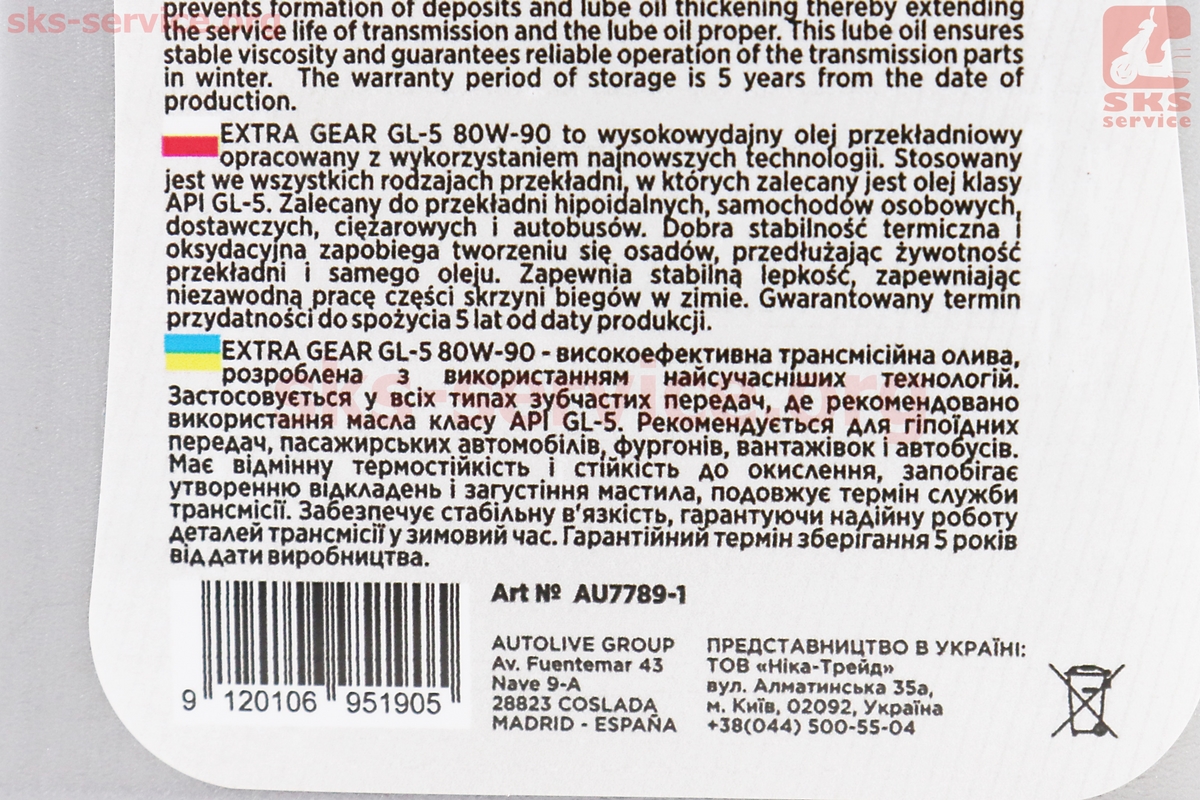 prevents formation of deposits and lube oil thickening thereby extending
the service life of transmission and the lube oil proper. This lube oil ensures
stable viscosity and guarantees reliable operation of the transmission parts
in winter. The warranty period of storage is 5 years from the date of
production.
EXTRA GEAR GL-5 80W-90 to wysokowydajny olej przekładniowy
opracowany z wykorzystaniem najnowszych technologii. Stosowany
jest we wszystkich rodzajach przekładni, w których zalecany jest olej klasy
API GL-5. Zalecany do przekładni hipoidalnych, samochodów osobowych,
dostawczych, ciężarowych i autobusów. Dobra stabilność termiczna i
oksydacyjna zapobiega tworzeniu się osadów, przedłużając żywotność
przekładni i samego oleju. Zapewnia stabilną lepkość, zapewniając
niezawodną pracę części skrzyni biegów w zimie. Gwarantowany termin
przydatności do spożycia 5 lat od daty produkcji.
EXTRA GEAR GL-5 80W-90 - високоефективна трансмісійна олива,
розроблена з використанням найсучасніших технологій.
Застосовується у всіх типах зубчастих передач, де рекомендовано
використання масла класу API GL-5. Рекомендується для гіпоїдних
передач, пасажирських автомобілів, фургонів, вантажівок і автобусів.
Має відмінну термостійкість і стійкість до окислення, запобігає
утворенню відкладень і загустіння мастила, подовжує термін служби
трансмісії. Забезпечує стабільну в'язкість, гарантуючи надійну роботу
деталей трансмісії у зимовий час. Гарантійний термін зберігання 5 років
від дати виробництва.
Art № AU7789-1
AUTOLIVE GROUP
Av. Fuentemar 43
Nave 9-A
28823 COSLADA
MADRID - ESPAÑA
ПРЕДСТАВНИЦТВО В УКРАЇНІ:
ТОВ «Ніка-Трейд»
вул. Алматинська 35а,
м. Київ, 02092, Україна
+38(044) 500-55-04
9 120106 951905
sks-service.org
SKS
service
sks-service.org